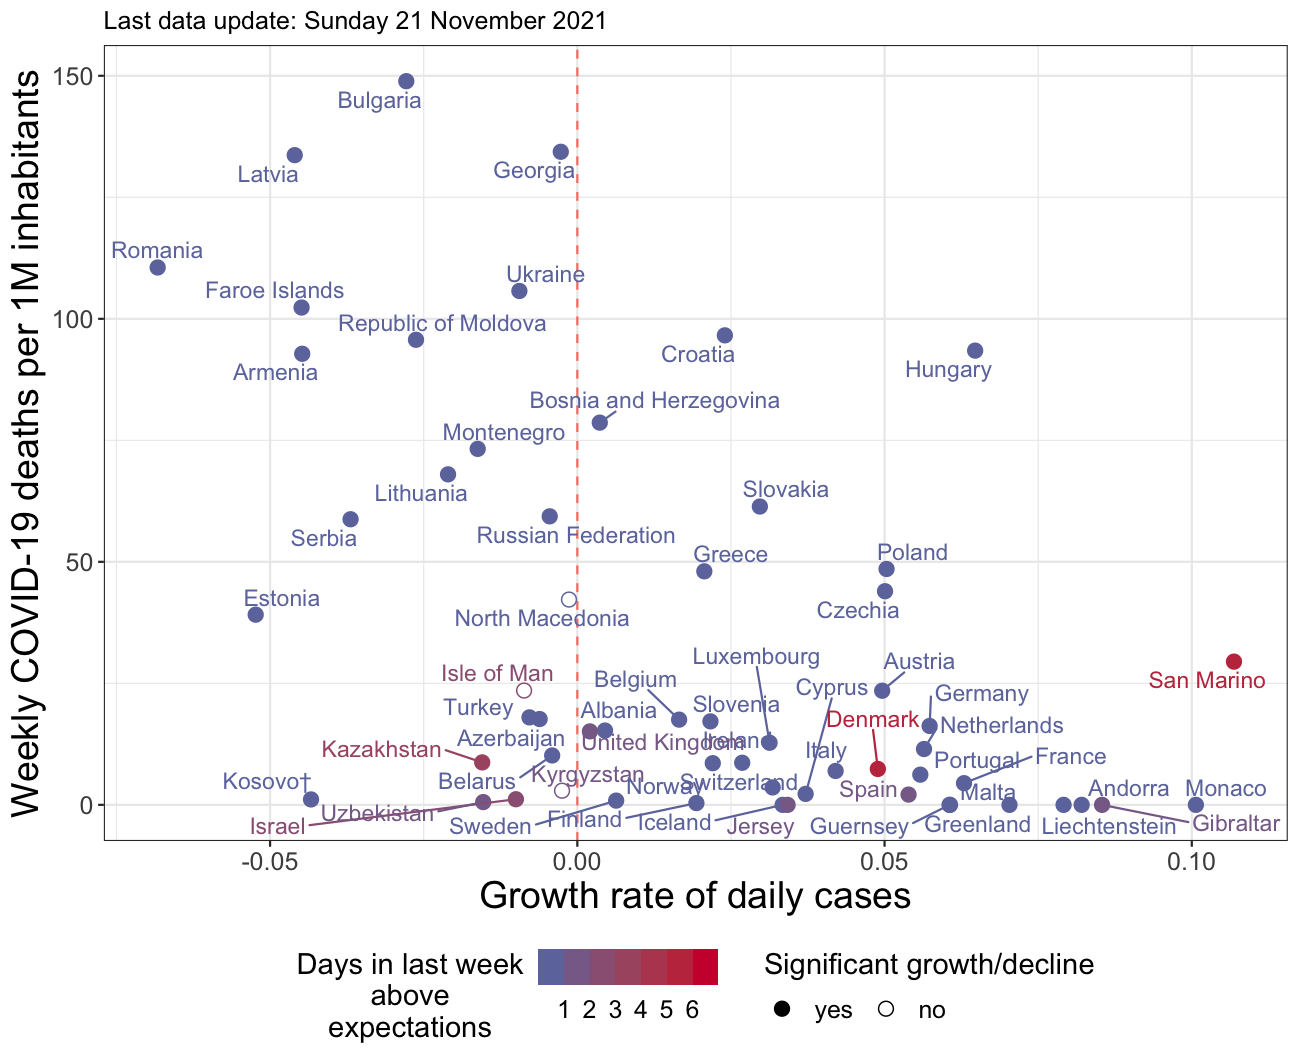 Last data update: Sunday 21 November 2021
Weekly COVID-19 deaths per 1M inhabitants
150
100
50
0
Bulgaria
Latvia
Georgia
Romania
Faroe Islands
Ukraine
Republic of Moldova
Armenia
Croatia
Hungary
Bosnia and Herzegovina
Montenegro
Lithuania
Slovakia
Serbia
Russian Federation
Greece
Poland
Estonia
Czechia
North Macedonia
Luxembourg
Austria
Isle of Man
Belgium
Cyprus
San Marino
Germany
Turkey
Albania
Slovenia
Denmark
Netherlands
Azerbaijan
United Kingdom
Ireland
Kazakhstan
Italy
Portugal
France
Kosovo†
Belarus
Kyrgyzstan
Norway
Switzerland
Spain
Malta
Andorra
Monaco
Uzbekistan
Israel
Sweden
Finland
Iceland
Jersey
Guernsey
Greenland
Liechtenstein
Gibraltar
-0.05
0.00
0.05
0.10
Growth rate of daily cases
Days in last week
above
expectations
1 2 3 4 5 6
Significant growth/decline
yes
no